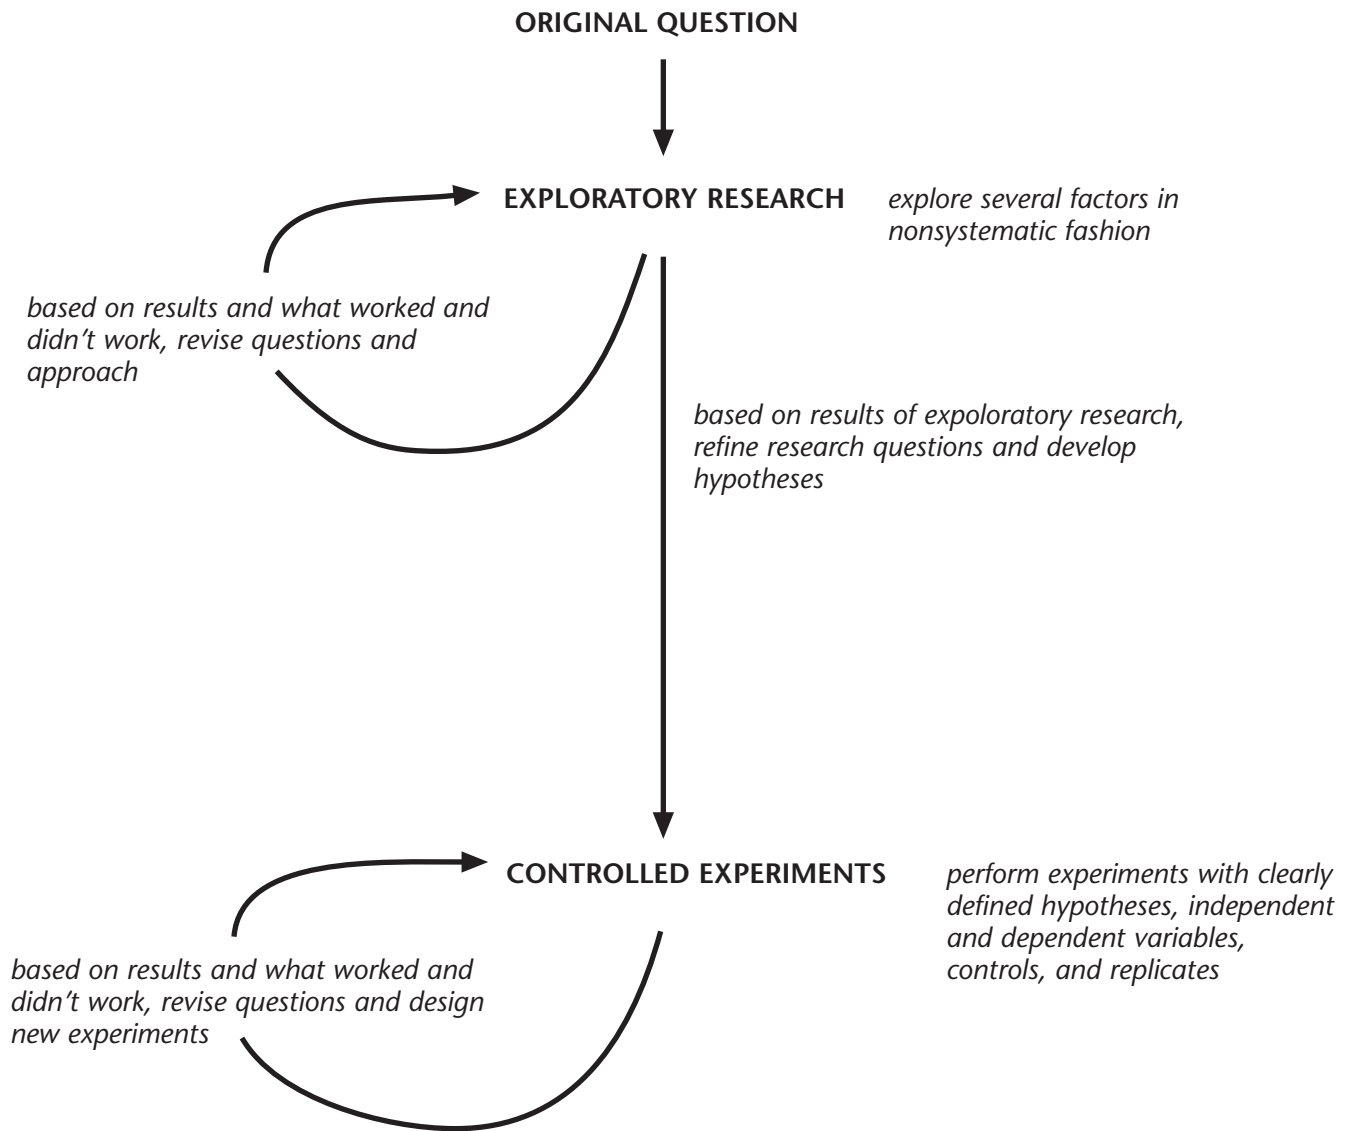 ORIGINAL QUESTION
EXPLORATORY RESEARCH
explore several factors in
nonsystematic fashion
based on results and what worked and
didn’t work, revise questions and
approach
based on results of expoloratory research,
refine research questions and develop
hypotheses
CONTROLLED EXPERIMENTS
perform experiments with clearly
defined hypotheses, independent
and dependent variables,
controls, and replicates
based on results and what worked and
didn’t work, revise questions and design
new experiments